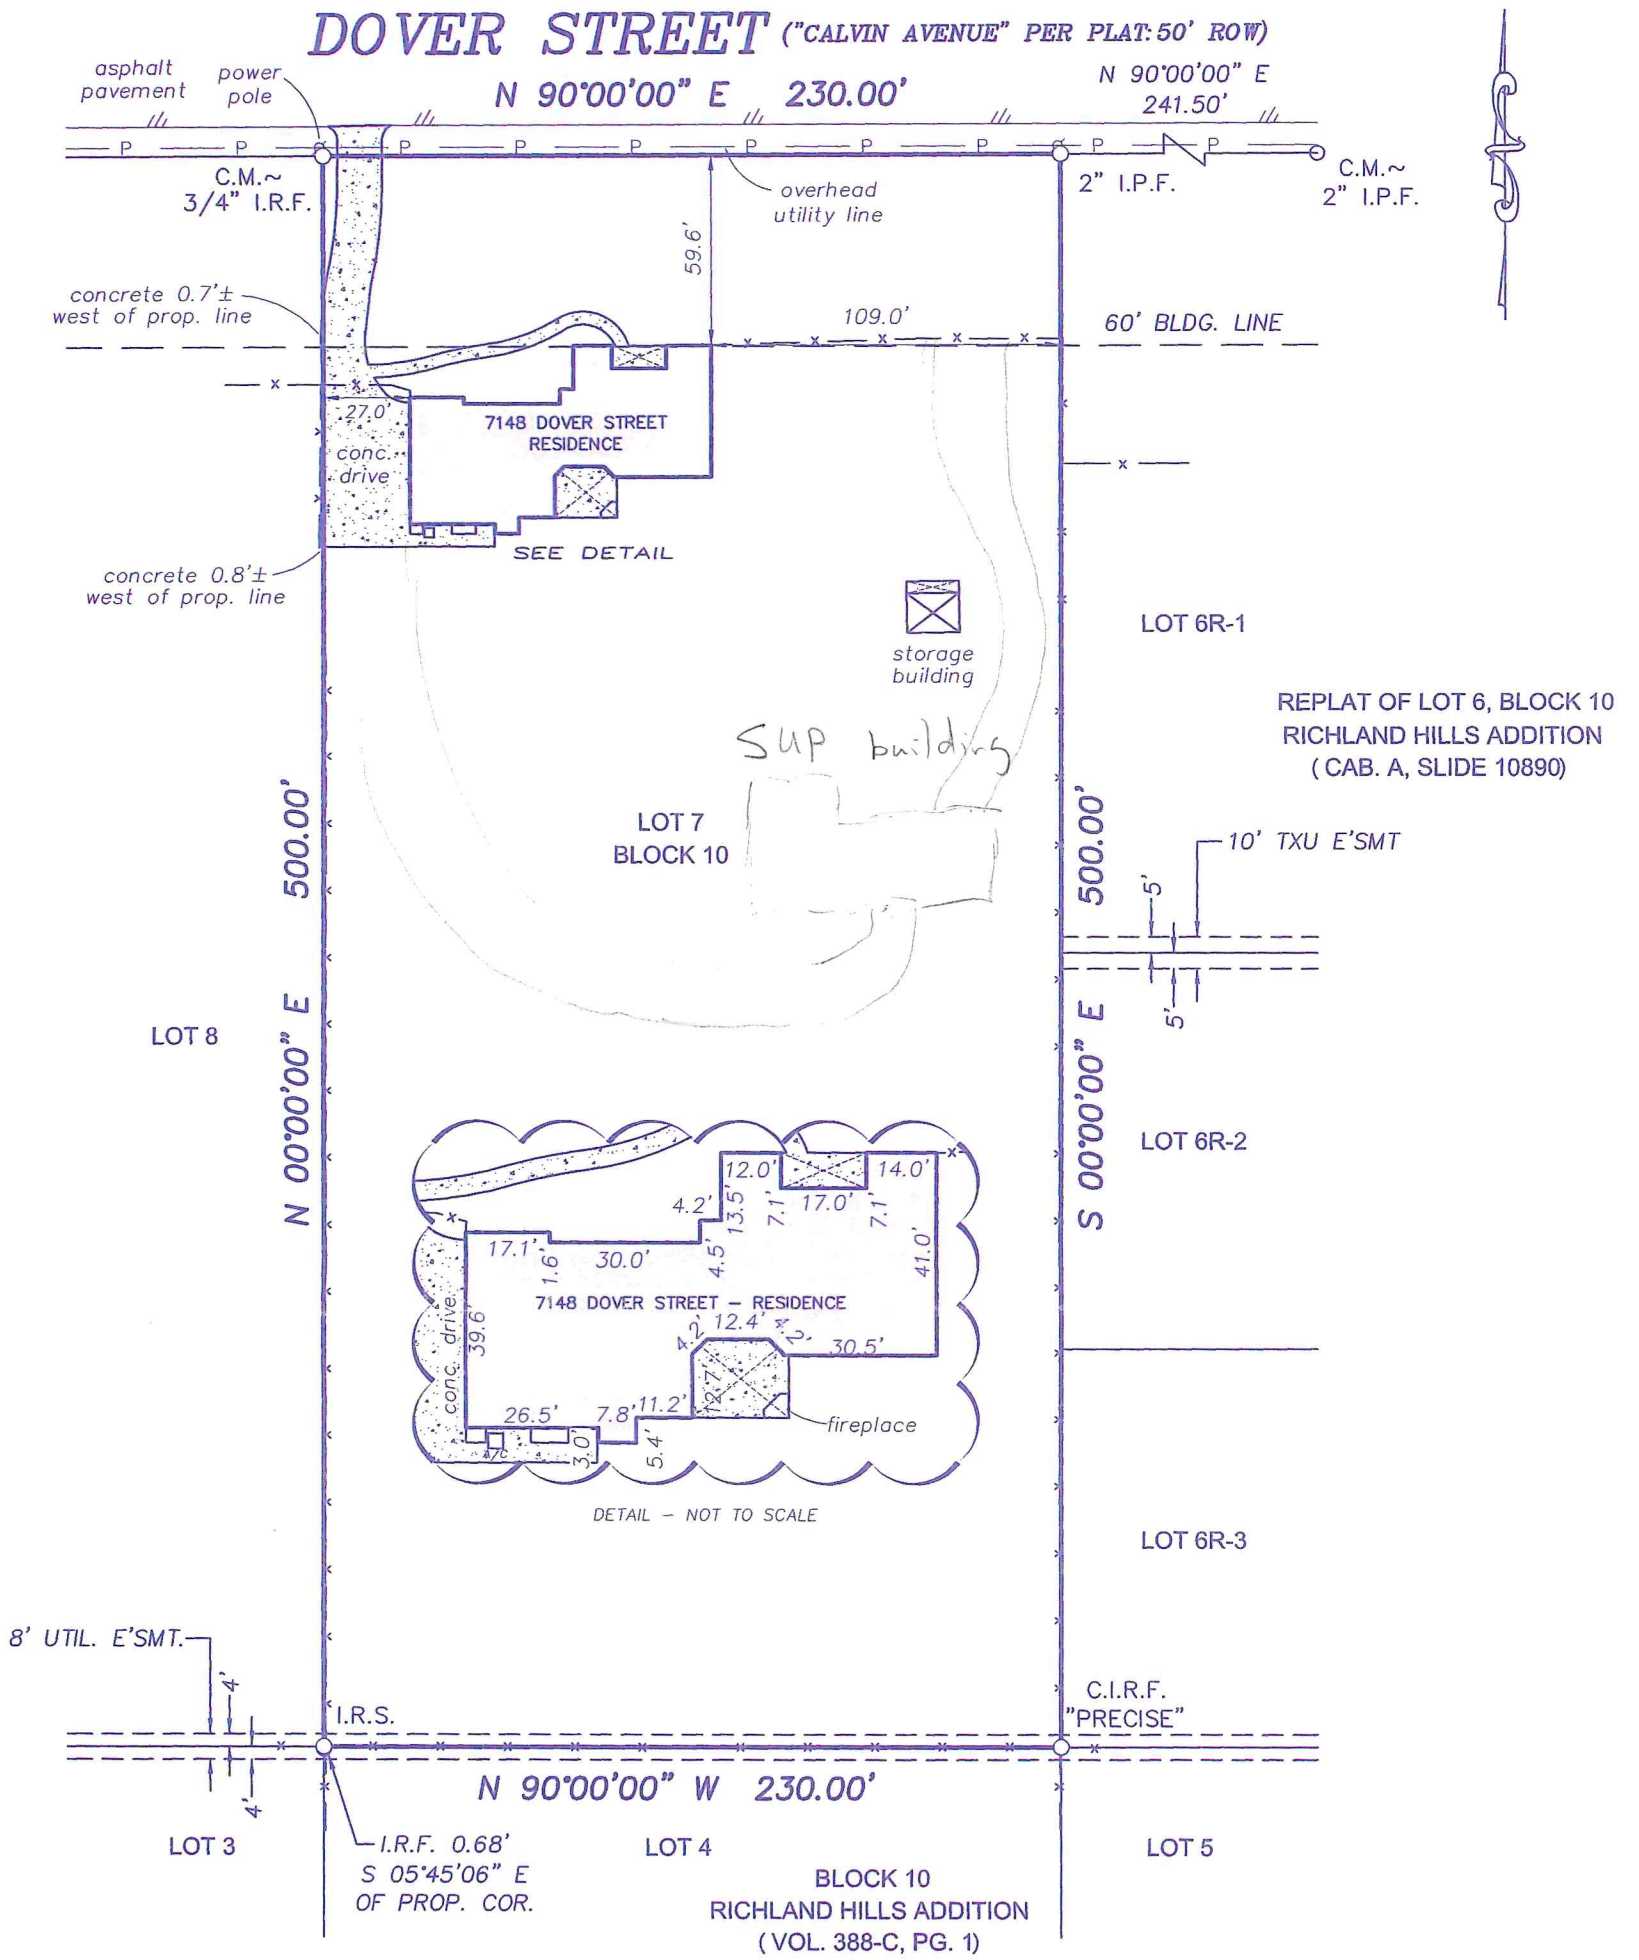 DOVER STREET ("CALVIN AVENUE" PER PLAT: 50' ROW)
N 90°00'00" E 230.00'
N 90°00'00" E
241.50'
asphalt
pavement
power
pole
P P P P P P P P P P
C.M.~
3/4" I.R.F.
overhead
utility line
2" I.P.F.
C.M.~
2" I.P.F.
59.6'
concrete 0.7'±
west of prop. line
109.0'
60' BLDG. LINE
27.0'
7148 DOVER STREET
RESIDENCE
conc.
drive
SEE DETAIL
concrete 0.8'±
west of prop. line
LOT 6R-1
storage
building
REPLAT OF LOT 6, BLOCK 10
RICHLAND HILLS ADDITION
( CAB. A, SLIDE 10890)
SUP building
LOT 7
BLOCK 10
10' TXU E'SMT
5'
5'
N 00°00'00" E 500.00'
S 00°00'00" E 500.00'
LOT 8
LOT 6R-2
12.0'
14.0'
4.2'
13.5'
7.1'
17.0'
7.1'
17.1'
1.6'
30.0'
4.5'
41.0'
7148 DOVER STREET – RESIDENCE
conc. drive
39.6'
4.2'
12.4'
4.2'
30.5'
12.7'
26.5'
7.8'
11.2'
fireplace
A/C
3.0'
5.4'
DETAIL – NOT TO SCALE
LOT 6R-3
8' UTIL. E'SMT.
4'
4'
I.R.S.
C.I.R.F.
"PRECISE"
N 90°00'00" W 230.00'
LOT 3
I.R.F. 0.68'
S 05°45'06" E
OF PROP. COR.
LOT 4
LOT 5
BLOCK 10
RICHLAND HILLS ADDITION
( VOL. 388-C, PG. 1)